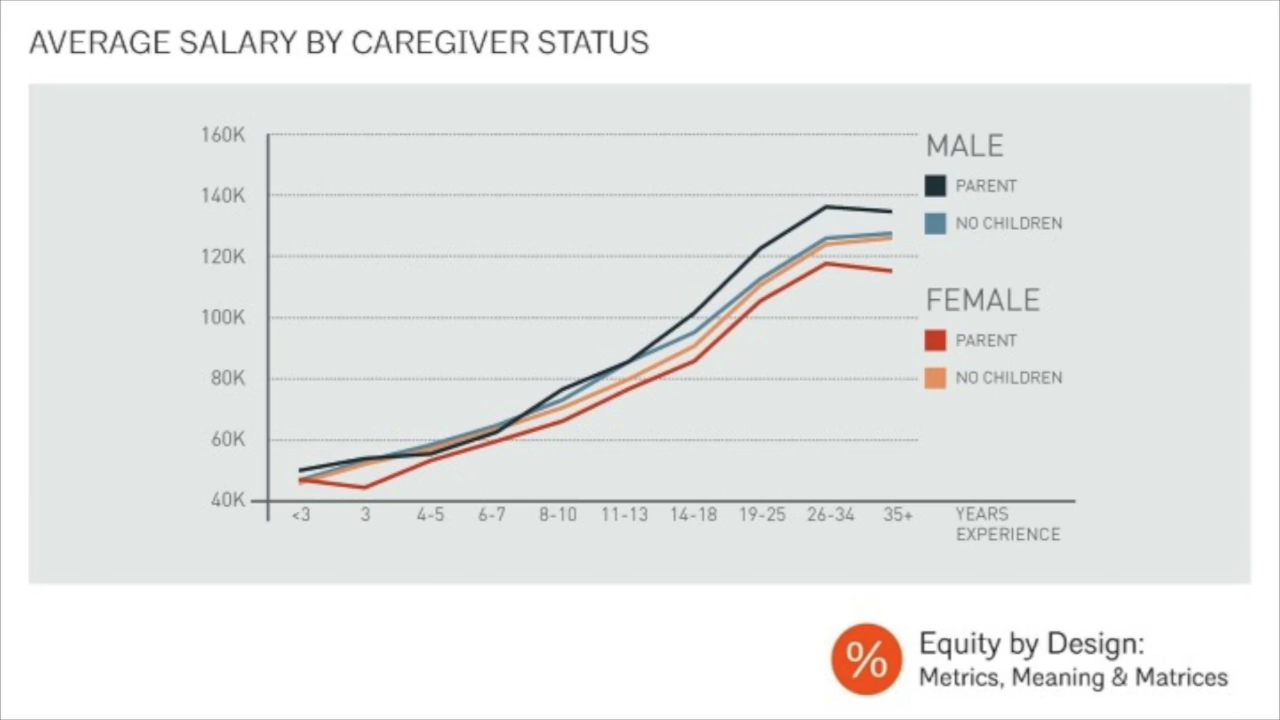 AVERAGE SALARY BY CAREGIVER STATUS
160K
140K
120K
100K
80K
60K
40K
<3 3 4-5 6-7 8-10 11-13 14-18 19-25 26-34 35+
YEARS
EXPERIENCE
MALE
PARENT
NO CHILDREN
FEMALE
PARENT
NO CHILDREN
%
Equity by Design:
Metrics, Meaning & Matrices